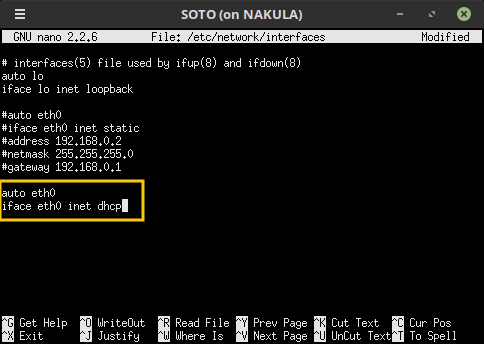 SOTO (on NAKULA)
GNU nano 2.2.6 File: /etc/network/interfaces Modified
# interfaces(5) file used by ifup(8) and ifdown(8)
auto lo
iface lo inet loopback
#auto eth0
#iface eth0 inet static
#address 192.168.0.2
#netmask 255.255.255.0
#gateway 192.168.0.1
auto eth0
iface eth0 inet dhcp
^G Get Help ^O WriteOut ^R Read File ^Y Prev Page ^K Cut Text ^C Cur Pos
^X Exit ^J Justify ^W Where Is ^V Next Page ^U UnCut Text ^T To Spell